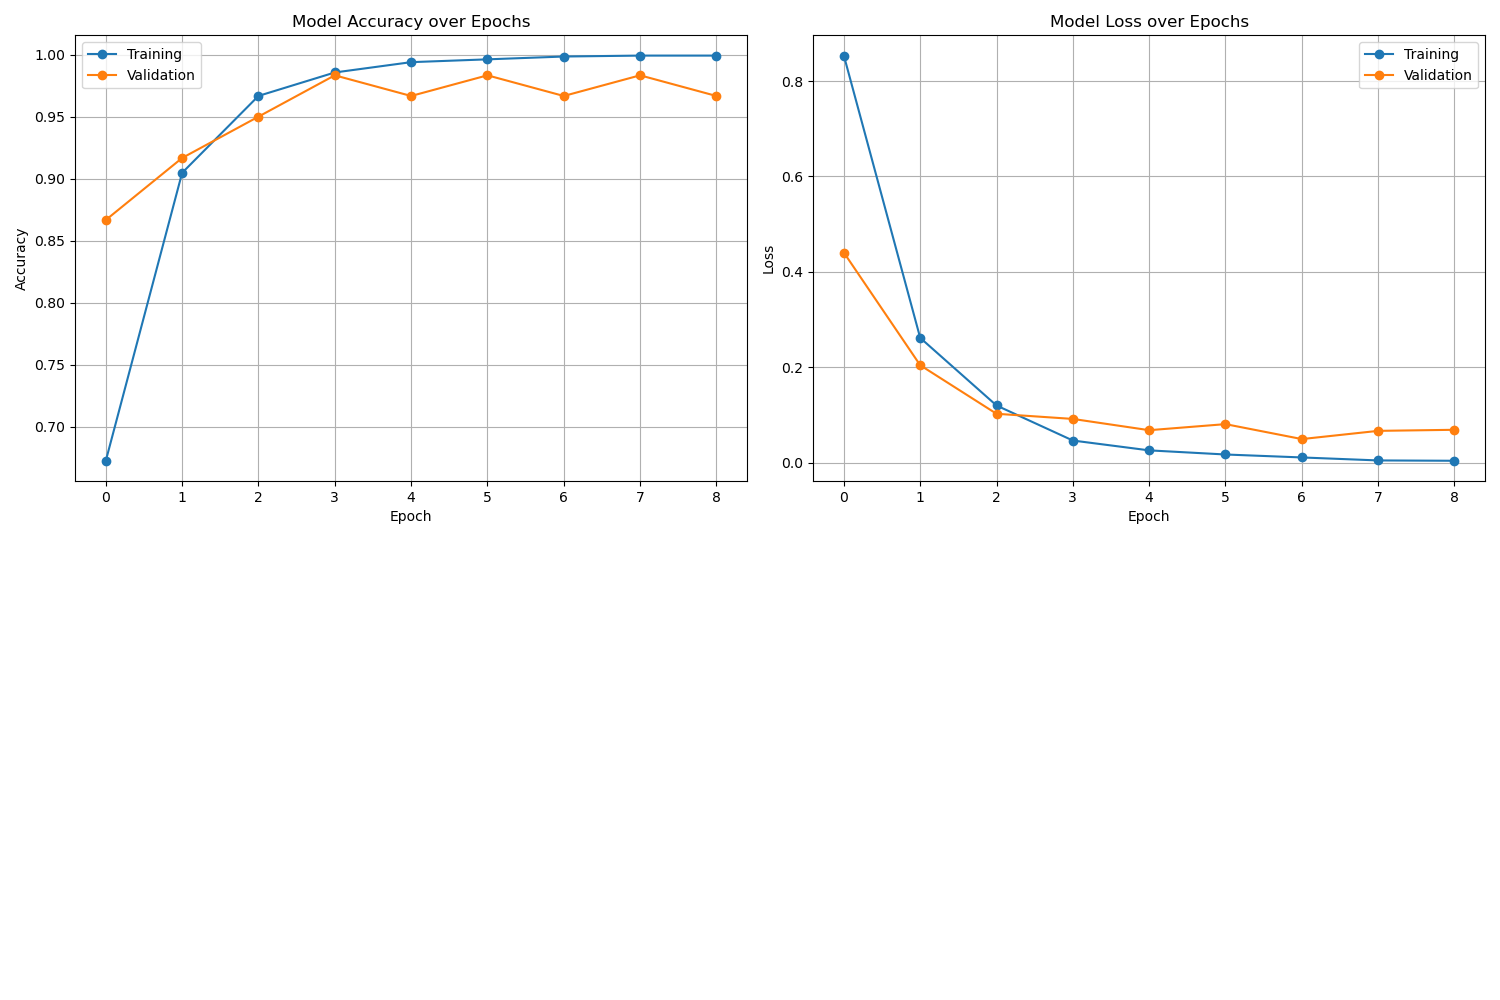 Model Accuracy over Epochs
Training
Validation
1.00
0.95
0.90
0.85
0.80
0.75
0.70
Accuracy
0 1 2 3 4 5 6 7 8
Epoch
Model Loss over Epochs
Training
Validation
0.8
0.6
0.4
0.2
0.0
Loss
0 1 2 3 4 5 6 7 8
Epoch